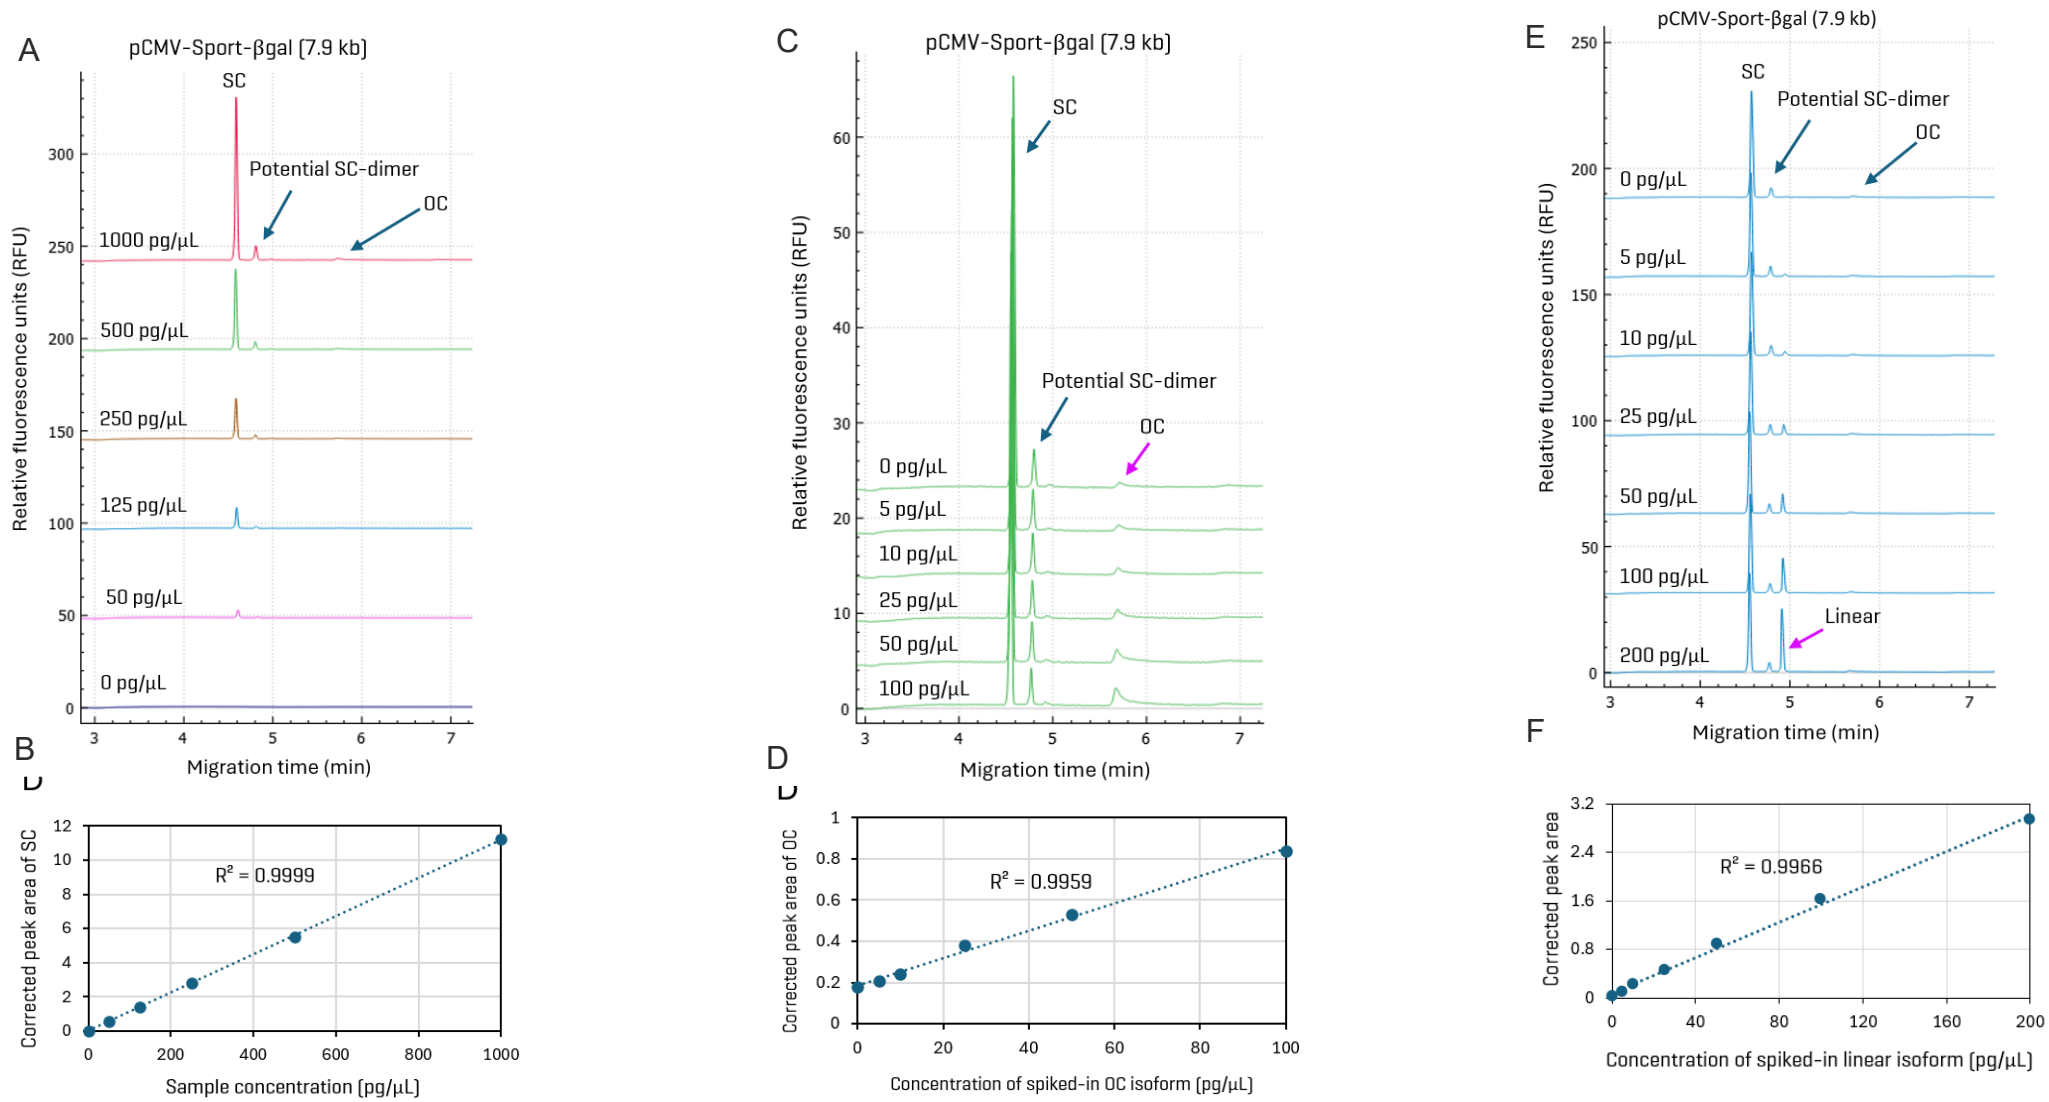 A
pCMV-Sport-βgal (7.9 kb)
SC
Potential SC-dimer
OC
1000 pg/μL
500 pg/μL
250 pg/μL
125 pg/μL
50 pg/μL
0 pg/μL
300
250
200
150
100
50
0
Relative fluorescence units (RFU)
3 4 5 6 7
Migration time (min)
B
12
10
8
6
4
2
0
Corrected peak area of SC
R² = 0.9999
0 200 400 600 800 1000
Sample concentration (pg/μL)
C
pCMV-Sport-βgal (7.9 kb)
SC
Potential SC-dimer
OC
0 pg/μL
5 pg/μL
10 pg/μL
25 pg/μL
50 pg/μL
100 pg/μL
60
50
40
30
20
10
0
Relative fluorescence units (RFU)
3 4 5 6 7
Migration time (min)
D
1
0.8
0.6
0.4
0.2
0
Corrected peak area of OC
R² = 0.9959
0 20 40 60 80 100
Concentration of spiked-in OC isoform (pg/μL)
E
pCMV-Sport-βgal (7.9 kb)
SC
Potential SC-dimer
OC
0 pg/μL
5 pg/μL
10 pg/μL
25 pg/μL
50 pg/μL
100 pg/μL
Linear
200 pg/μL
250
200
150
100
50
0
Relative fluorescence units (RFU)
3 4 5 6 7
Migration time (min)
F
3.2
2.4
1.6
0.8
0
Corrected peak area
R² = 0.9966
0 40 80 120 160 200
Concentration of spiked-in linear isoform (pg/μL)